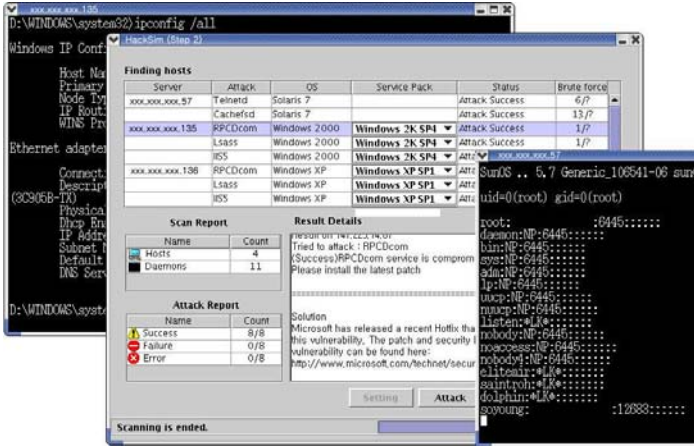 xxx.xxx.xxx.135
D:\WINDOWS\system32>ipconfig /all
Windows IP Conf
Host Na
Primary
Node Ty
IP Rout
WINS Pr
Ethernet adapte
Connect
Descrip
(3C905B-TX)
Physica
Dhcp En
IP Addr
Subnet
Default
DNS Ser
D:\WINDOWS\syste
HackSim (Step 2)
Finding hosts
Server Attack OS Service Pack Status Brute force
xxx.xxx.xxx.57 Telnetd Solaris 7 Attack Success 6/?
Cachefsd Solaris 7 Attack Success 13/?
xxx.xxx.xxx.135 RPCDcom Windows 2000 Windows 2K SP4 Attack Success 1/?
Lsass Windows 2000 Windows 2K SP4 Attack Success 1/?
IIS5 Windows 2000 Windows 2K SP4
xxx.xxx.xxx.136 RPCDcom Windows XP Windows XP SP1
Lsass Windows XP Windows XP SP1
IIS5 Windows XP Windows XP SP1
Scan Report
Name Count
Hosts 4
Daemons 11
Attack Report
Name Count
Success 8/8
Failure 0/8
Error 0/8
Result Details
Tried to attack : RPCDcom
(Success)RPCDcom service is comprom
Please install the latest patch
Solution
Microsoft has released a recent Hotfix tha
this vulnerability, The patch and security
vulnerability can be found here:
http://www.microsoft.com/technet/secur
Setting Attack
Scanning is ended.
xxx.xxx.xxx.57
SunOS .. 5.7 Generic_106541-06 sun
uid=0(root) gid=0(root)
root: :6445::::::
daemon:NP:6445::::::
bin:NP:6445::::::
sys:NP:6445::::::
adm:NP:6445::::::
lp:NP:6445::::::
uucp:NP:6445::::::
nuucp:NP:6445::::::
listen:*LK*:::::::
nobody:NP:6445::::::
noaccess:NP:6445::::::
nobody4:NP:6445::::::
elitemir:*LK*:::::::
saintroh:*LK*:::::::
dolphin:*LK*:::::::
soyoung: :12683::::::